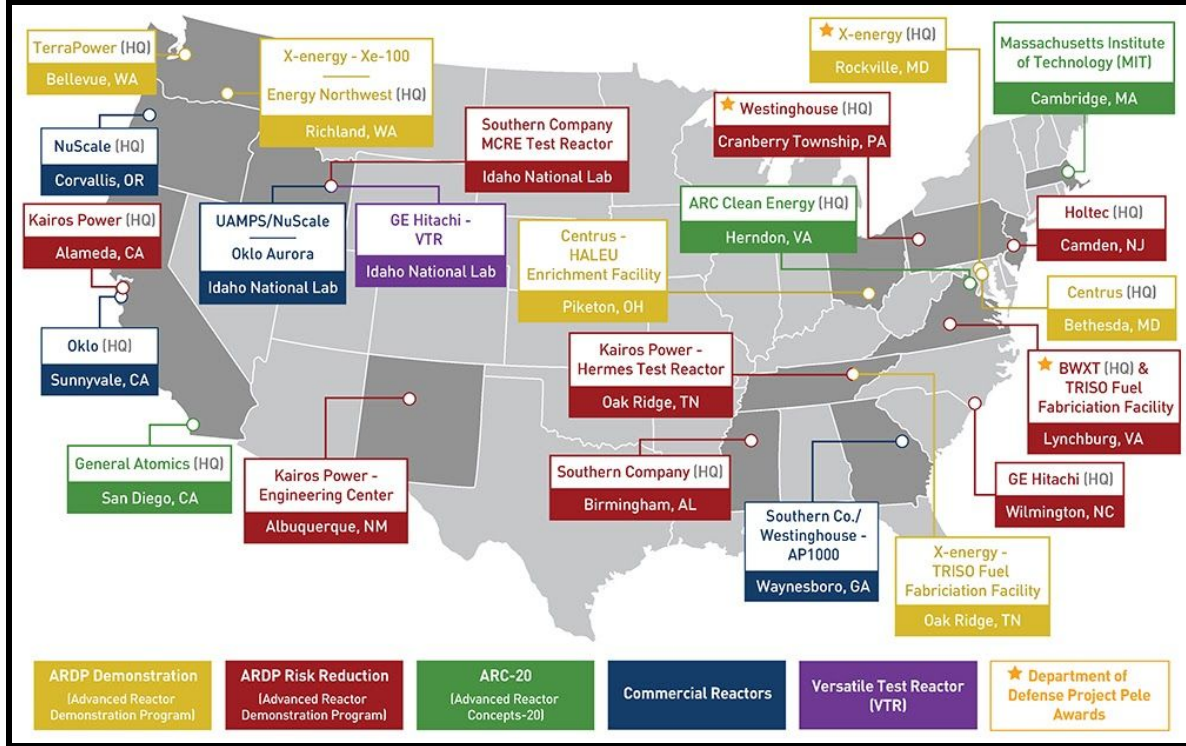 TerraPower (HQ)
Bellevue, WA
X-energy - Xe-100
Energy Northwest (HQ)
Richland, WA
NuScale (HQ)
Corvallis, OR
Kairos Power (HQ)
Alameda, CA
Oklo (HQ)
Sunnyvale, CA
General Atomics (HQ)
San Diego, CA
UAMPS/NuScale
Oklo Aurora
Idaho National Lab
Southern Company
MCRE Test Reactor
Idaho National Lab
GE Hitachi -
VTR
Idaho National Lab
Kairos Power -
Engineering Center
Albuquerque, NM
Centrus -
HALEU
Enrichment Facility
Piketon, OH
Kairos Power -
Hermes Test Reactor
Oak Ridge, TN
Southern Company (HQ)
Birmingham, AL
Southern Co./
Westinghouse -
AP1000
Waynesboro, GA
X-energy -
TRISO Fuel
Fabriciation Facility
Oak Ridge, TN
X-energy (HQ)
Rockville, MD
Westinghouse (HQ)
Cranberry Township, PA
ARC Clean Energy (HQ)
Herndon, VA
Massachusetts Institute
of Technology (MIT)
Cambridge, MA
Holtec (HQ)
Camden, NJ
Centrus (HQ)
Bethesda, MD
BWXT (HQ) &
TRISO Fuel
Fabriciation Facility
Lynchburg, VA
GE Hitachi (HQ)
Wilmington, NC
ARDP Demonstration
(Advanced Reactor
Demonstration Program)
ARDP Risk Reduction
(Advanced Reactor
Demonstration Program)
ARC-20
(Advanced Reactor
Concepts-20)
Commercial Reactors
Versatile Test Reactor
(VTR)
Department of
Defense Project Pele
Awards